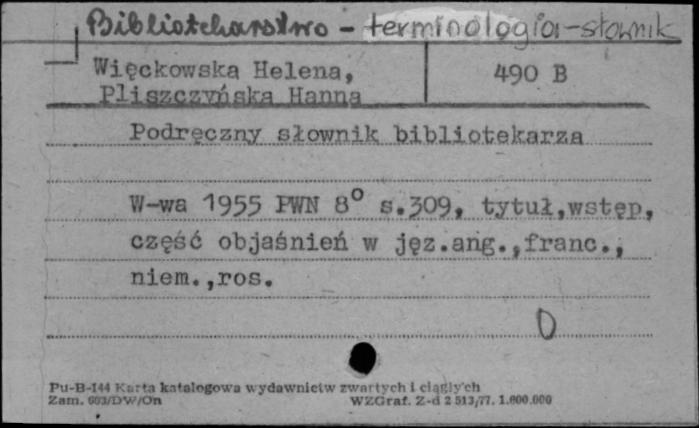 Bibliotekarstwo - terminologia - słownik
Więckowska Helena, 490 B
Pliszczyńska Hanna
Podręczny słownik bibliotekarza
W-wa 1955 PWN 8° s.309, tytuł,wstęp,
część objaśnień w jęz.ang.,franc.,
niem.,ros.
Pu-B-144 Karta katalogowa wydawnictw zwartych i ciągłych
Zam. 603/DW/On WZGraf. Z-d 2 513/77. 1.000.000